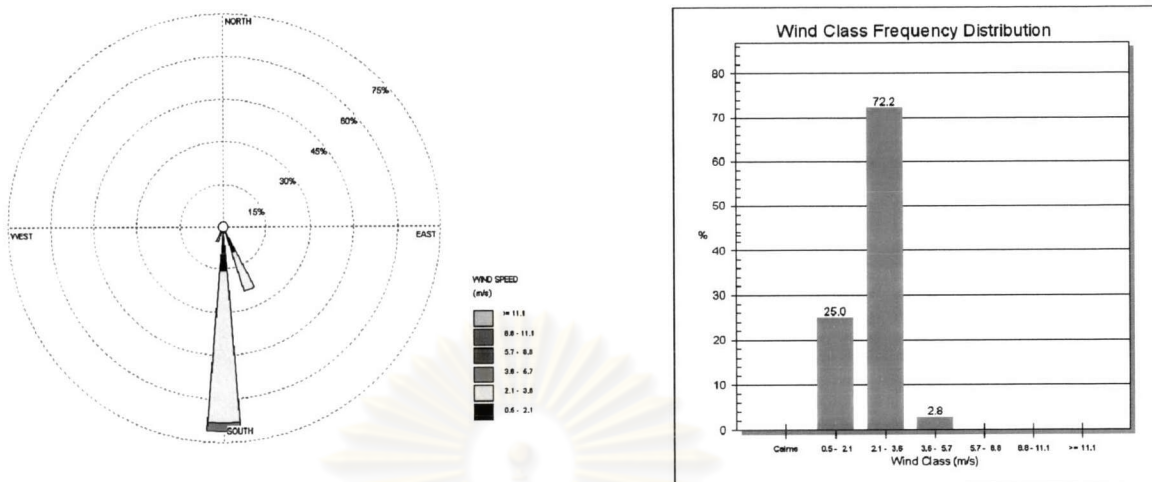 NORTH
75%
60%
45%
30%
15%
WEST
EAST
SOUTH
WIND SPEED
(m/s)
>= 11.1
8.8 - 11.1
5.7 - 8.8
3.6 - 5.7
2.1 - 3.6
0.5 - 2.1
Wind Class Frequency Distribution
80
72.2
70
60
50
%
40
30
25.0
20
10
2.8
0
Calms
0.5 - 2.1
2.1 - 3.6
3.6 - 5.7
5.7 - 8.8
8.8 - 11.1
>= 11.1
Wind Class (m/s)